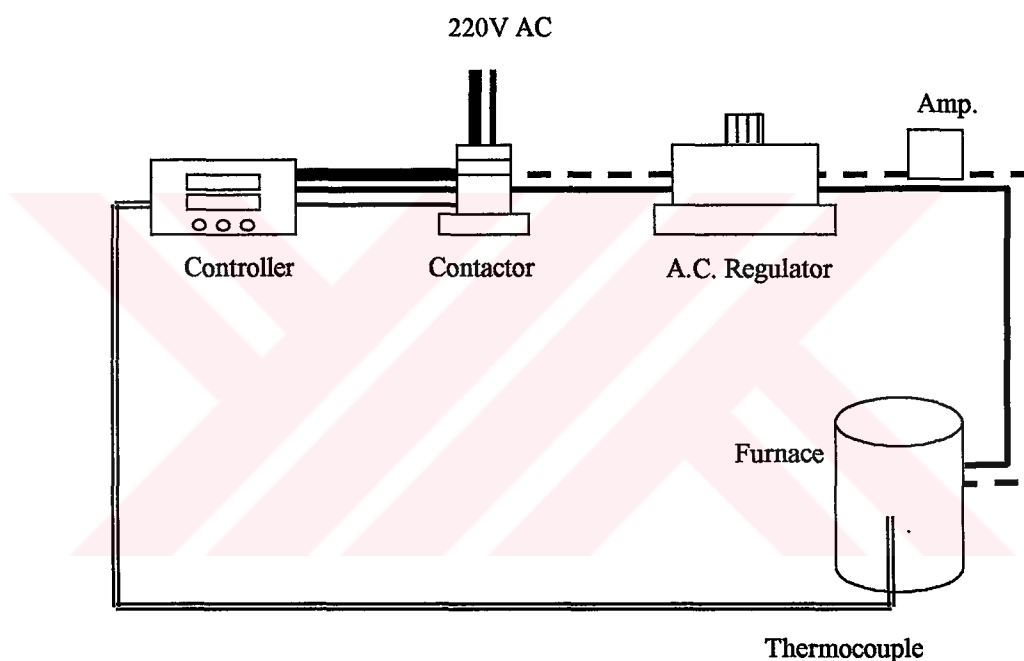 220V AC
Amp.
Controller
Contactor
A.C. Regulator
Furnace
Thermocouple